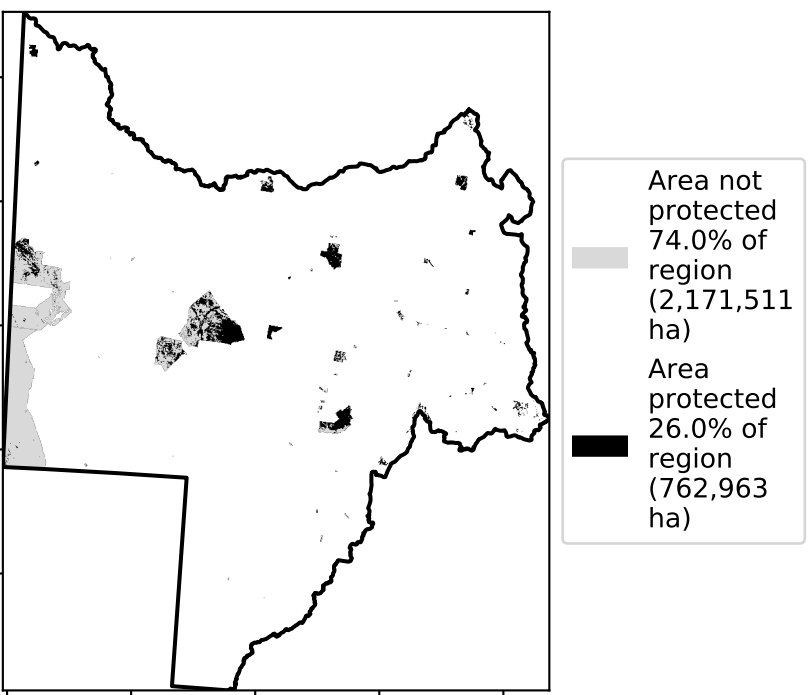 Area not
protected
74.0% of
region
(2,171,511
ha)
Area
protected
26.0% of
region
(762,963
ha)